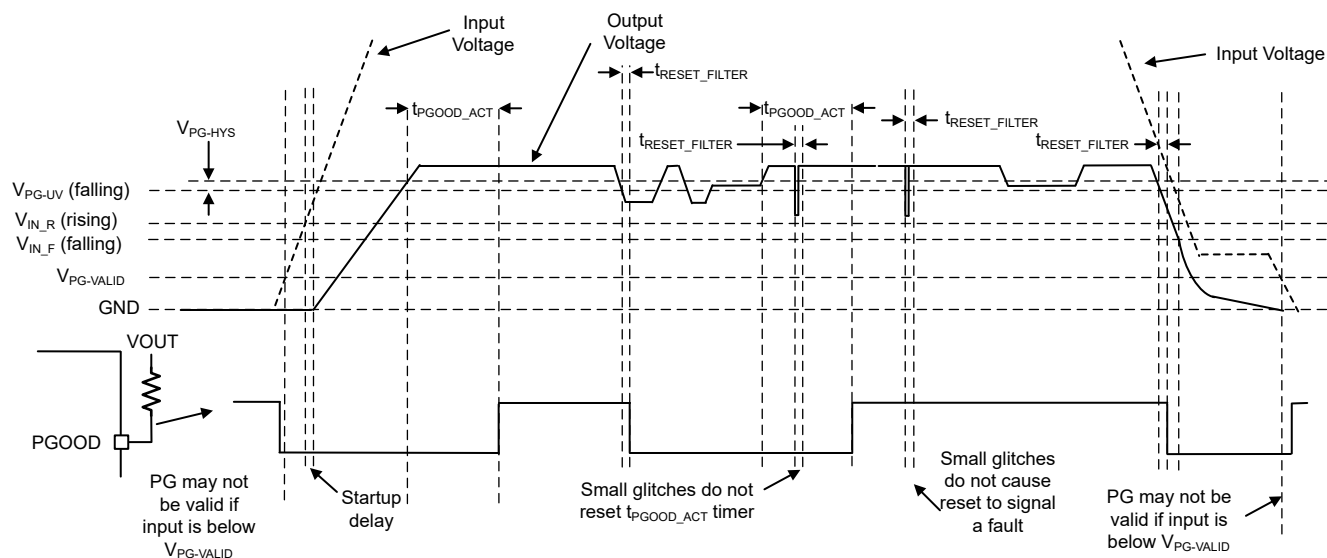 Input
Voltage
Output
Voltage
Input Voltage
tRESET_FILTER
tPGOOD_ACT
tPGOOD_ACT
tRESET_FILTER
tRESET_FILTER
tRESET_FILTER
VPG-HYS
VPG-UV (falling)
VIN_R (rising)
VIN_F (falling)
VPG-VALID
GND
VOUT
PGOOD
PG may not
be valid if
input is below
VPG-VALID
Startup
delay
Small glitches do not
reset tPGOOD_ACT timer
Small glitches
do not cause
reset to signal
a fault
PG may not be
valid if input is
below VPG-VALID